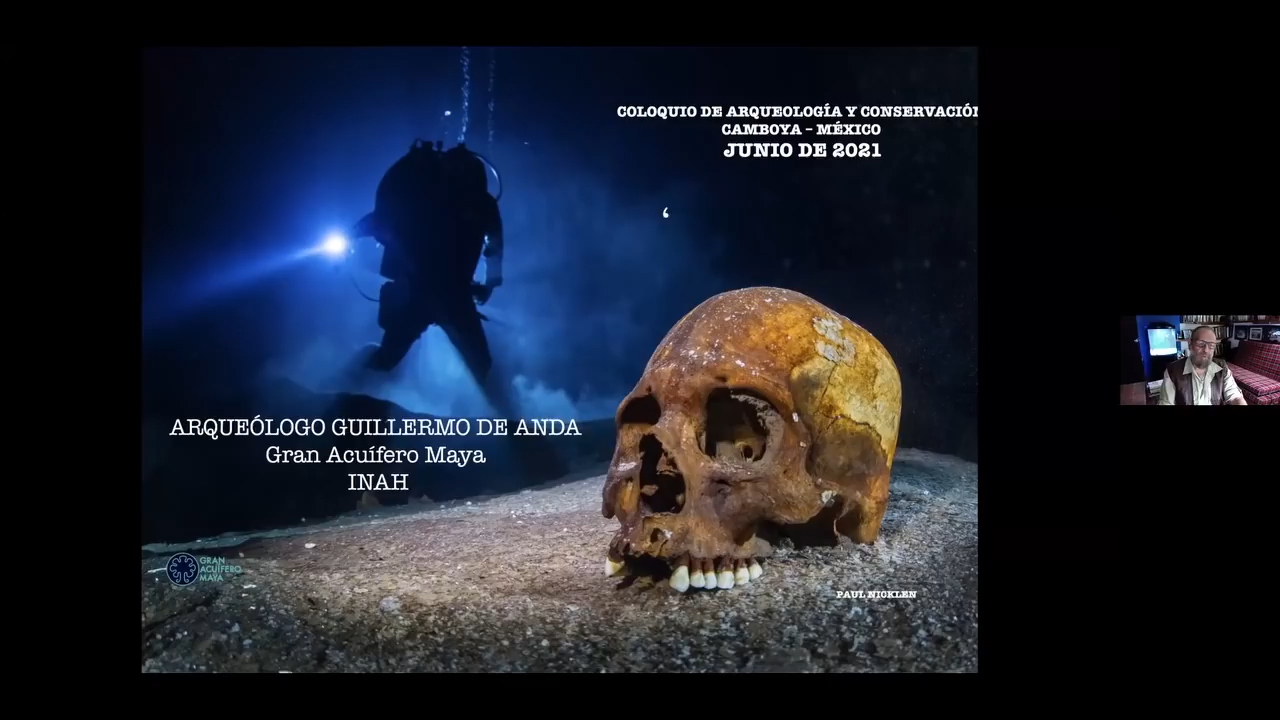 COLOQUIO DE ARQUEOLOGÍA Y CONSERVACIÓN
CAMBOYA – MÉXICO
JUNIO DE 2021
‘
ARQUEÓLOGO GUILLERMO DE ANDA
Gran Acuífero Maya
INAH
GRAN
ACUÍFERO
MAYA
PAUL NICKLEN